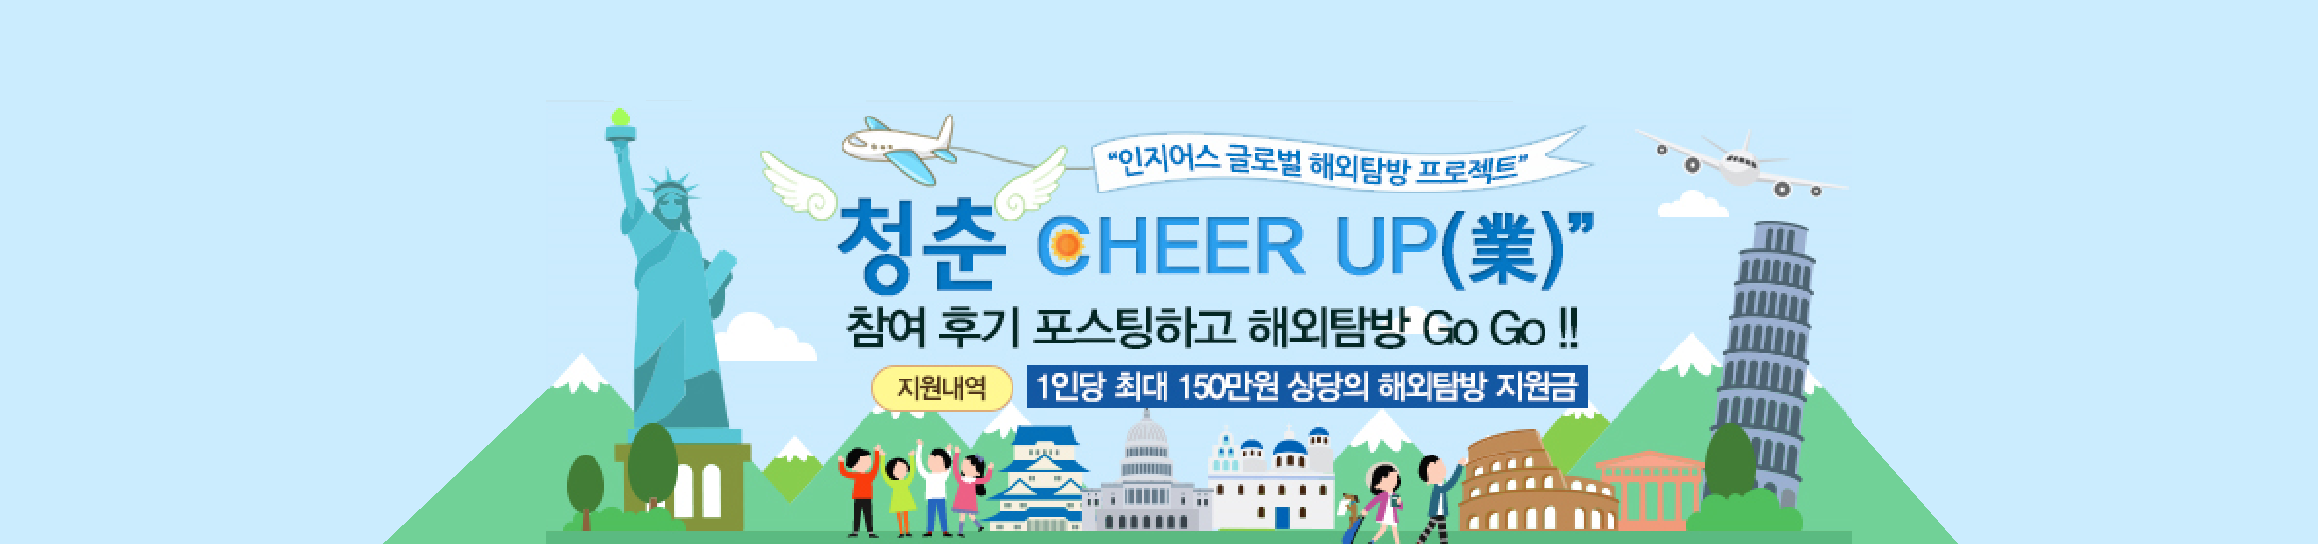 “인지어스 글로벌 해외탐방 프로젝트”
청춘 CHEER UP(業)”
참여 후기 포스팅하고 해외탐방 Go Go !!
지원내역 1인당 최대 150만원 상당의 해외탐방 지원금